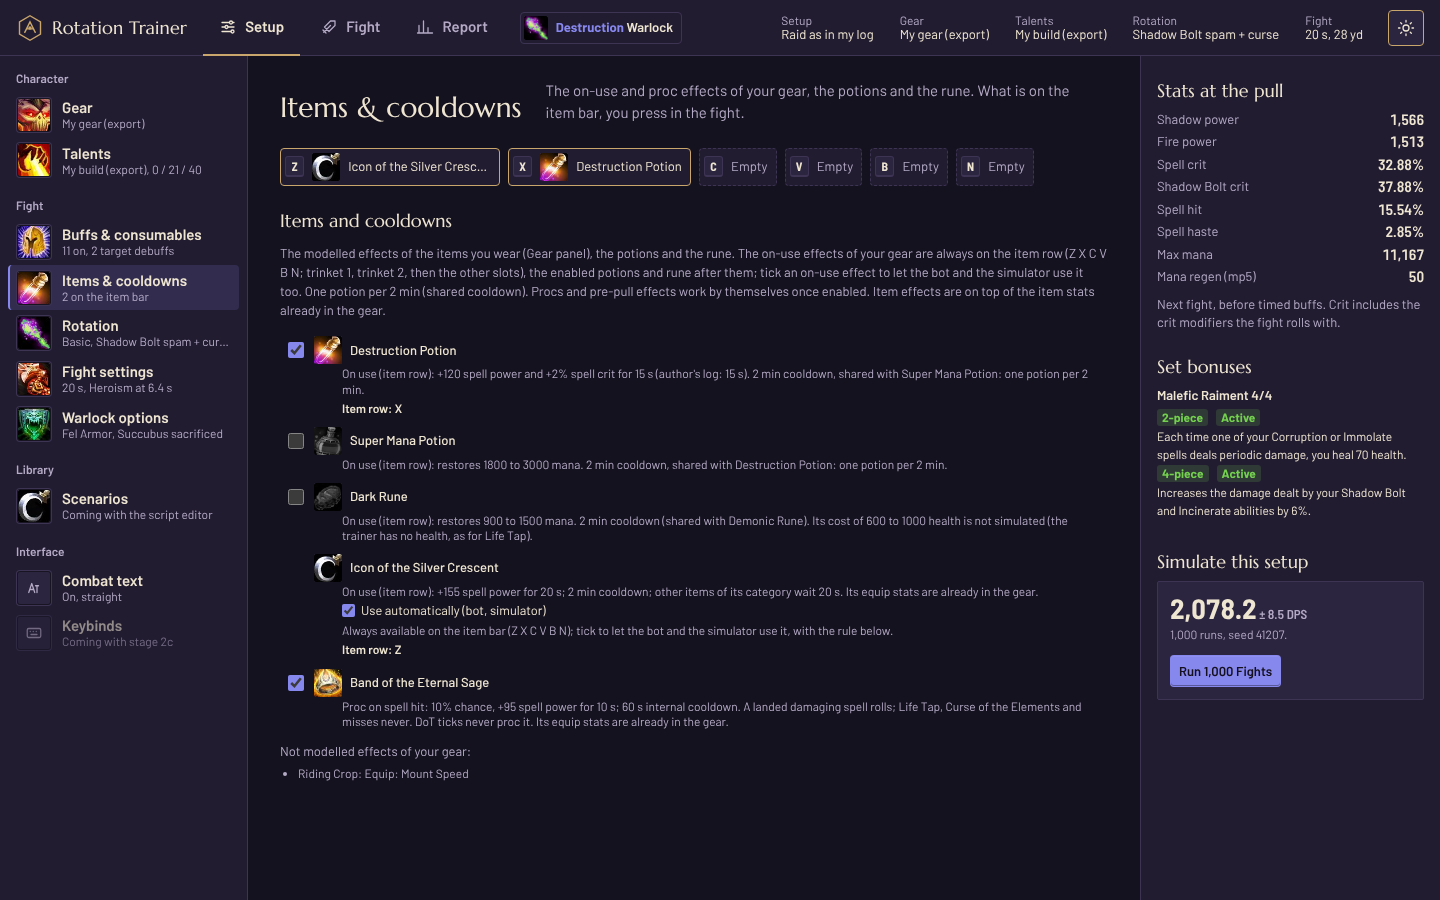 Rotation Trainer
Setup
Fight
Report
Destruction Warlock
Setup
Raid as in my log
Gear
My gear (export)
Talents
My build (export)
Rotation
Shadow Bolt spam + curse
Fight
20 s, 28 yd
Character
Gear
My gear (export)
Talents
My build (export), 0 / 21 / 40
Fight
Buffs & consumables
11 on, 2 target debuffs
Items & cooldowns
2 on the item bar
Rotation
Basic, Shadow Bolt spam + cur...
Fight settings
20 s, Heroism at 6.4 s
Warlock options
Fel Armor, Succubus sacrificed
Library
Scenarios
Coming with the script editor
Interface
Combat text
On, straight
Keybinds
Coming with stage 2c
Items & cooldowns
The on-use and proc effects of your gear, the potions and the rune. What is on the
item bar, you press in the fight.
Z Icon of the Silver Cresc...
X Destruction Potion
C Empty
V Empty
B Empty
N Empty
Items and cooldowns
The modelled effects of the items you wear (Gear panel), the potions and the rune. The on-use effects of your gear are always on the item row (Z X C V
B N; trinket 1, trinket 2, then the other slots), the enabled potions and rune after them; tick an on-use effect to let the bot and the simulator use it
too. One potion per 2 min (shared cooldown). Procs and pre-pull effects work by themselves once enabled. Item effects are on top of the item stats
already in the gear.
Destruction Potion
On use (item row): +120 spell power and +2% spell crit for 15 s (author's log: 15 s). 2 min cooldown, shared with Super Mana Potion: one potion per 2
min.
Item row: X
Super Mana Potion
On use (item row): restores 1800 to 3000 mana. 2 min cooldown, shared with Destruction Potion: one potion per 2 min.
Dark Rune
On use (item row): restores 900 to 1500 mana. 2 min cooldown (shared with Demonic Rune). Its cost of 600 to 1000 health is not simulated (the
trainer has no health, as for Life Tap).
Icon of the Silver Crescent
On use (item row): +155 spell power for 20 s; 2 min cooldown; other items of its category wait 20 s. Its equip stats are already in the gear.
Use automatically (bot, simulator)
Always available on the item bar (Z X C V B N); tick to let the bot and the simulator use it, with the rule below.
Item row: Z
Band of the Eternal Sage
Proc on spell hit: 10% chance, +95 spell power for 10 s; 60 s internal cooldown. A landed damaging spell rolls; Life Tap, Curse of the Elements and
misses never. DoT ticks never proc it. Its equip stats are already in the gear.
Not modelled effects of your gear:
• Riding Crop: Equip: Mount Speed
Stats at the pull
Shadow power 1,566
Fire power 1,513
Spell crit 32.88%
Shadow Bolt crit 37.88%
Spell hit 15.54%
Spell haste 2.85%
Max mana 11,167
Mana regen (mp5) 50
Next fight, before timed buffs. Crit includes the
crit modifiers the fight rolls with.
Set bonuses
Malefic Raiment 4/4
2-piece Active
Each time one of your Corruption or Immolate
spells deals periodic damage, you heal 70 health.
4-piece Active
Increases the damage dealt by your Shadow Bolt
and Incinerate abilities by 6%.
Simulate this setup
2,078.2 ± 8.5 DPS
1,000 runs, seed 41207.
Run 1,000 Fights